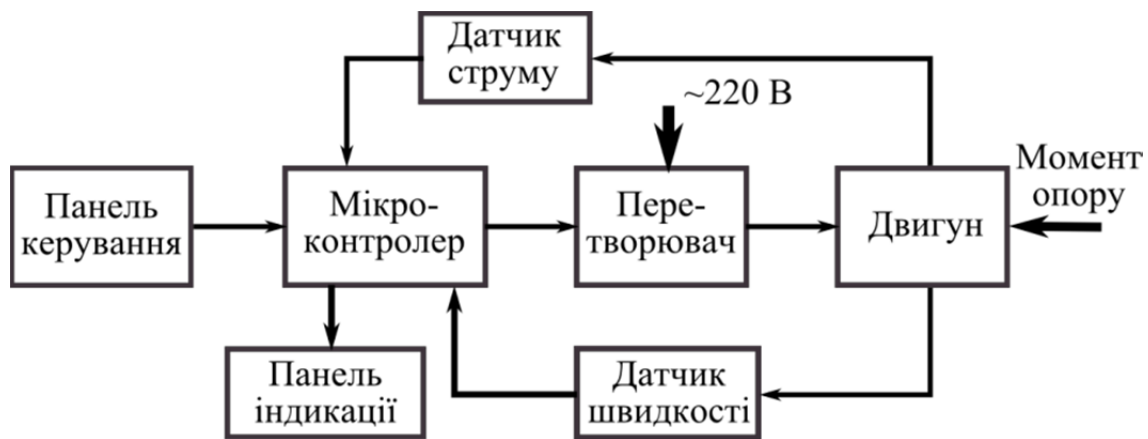 Датчик
струму
~220 В
Панель
керування
Мікро-
контролер
Пере-
творювач
Двигун
Момент
опору
Панель
індикації
Датчик
швидкості